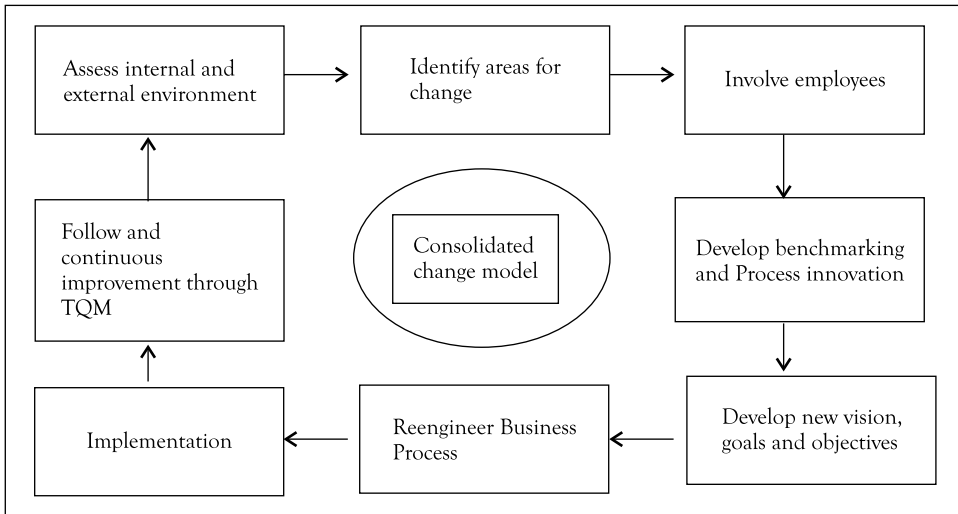 Assess internal and
external environment
Identify areas for
change
Involve employees
Follow and
continuous
improvement through
TQM
Consolidated
change model
Develop benchmarking
and Process innovation
Implementation
Reengineer Business
Process
Develop new vision,
goals and objectives